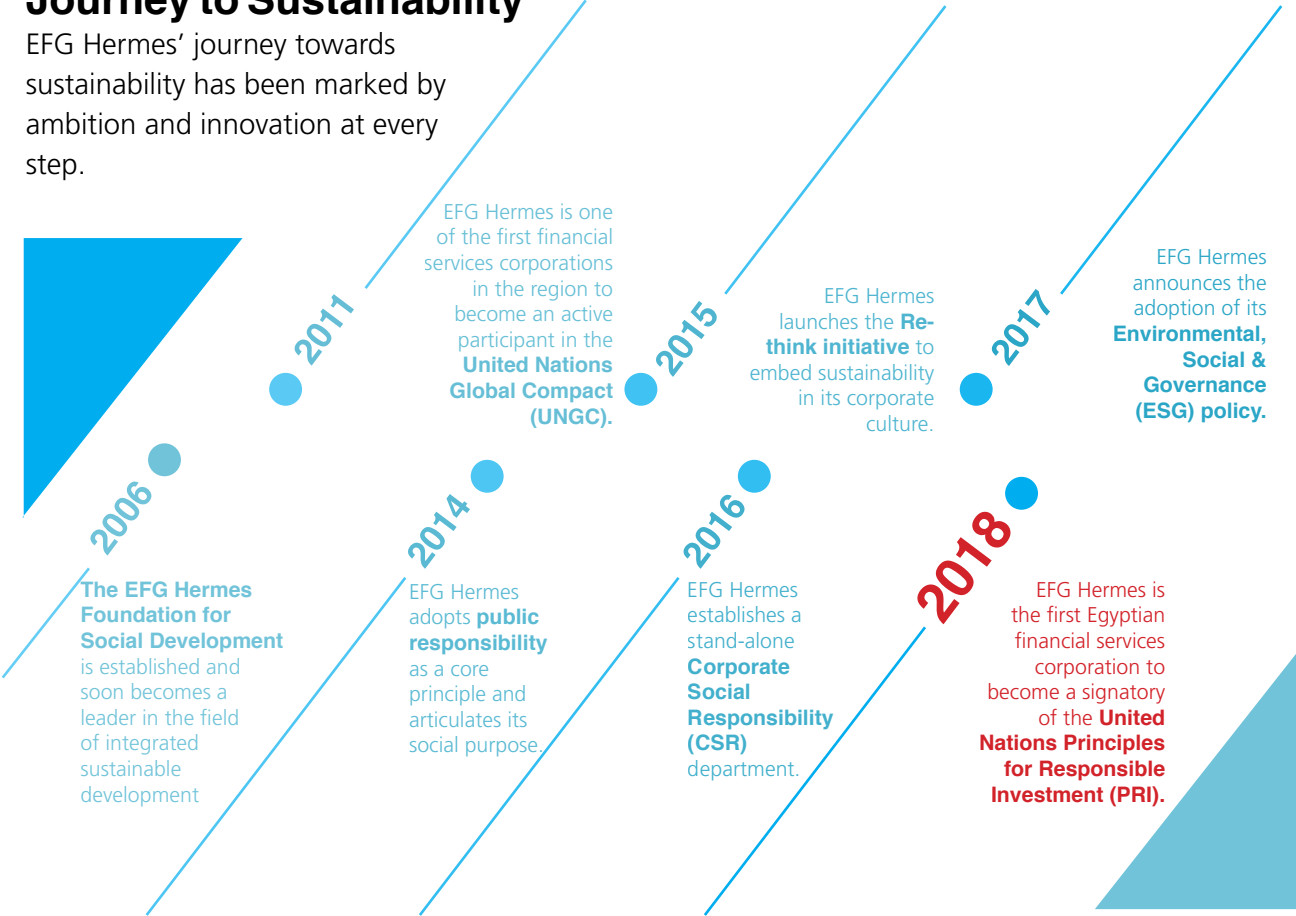 Journey to Sustainability
EFG Hermes’ journey towards
sustainability has been marked by
ambition and innovation at every
step.
2006
The EFG Hermes
Foundation for
Social Development
is established and
soon becomes a
leader in the field
of integrated
sustainable
development
2011
EFG Hermes is one
of the first financial
services corporations
in the region to
become an active
participant in the
United Nations
Global Compact
(UNGC).
2014
EFG Hermes
adopts public
responsibility
as a core
principle and
articulates its
social purpose.
2015
EFG Hermes
launches the Re-
think initiative to
embed sustainability
in its corporate
culture.
2016
EFG Hermes
establishes a
stand-alone
Corporate
Social
Responsibility
(CSR)
department.
2017
EFG Hermes
announces the
adoption of its
Environmental,
Social &
Governance
(ESG) policy.
2018
EFG Hermes is
the first Egyptian
financial services
corporation to
become a signatory
of the United
Nations Principles
for Responsible
Investment (PRI).